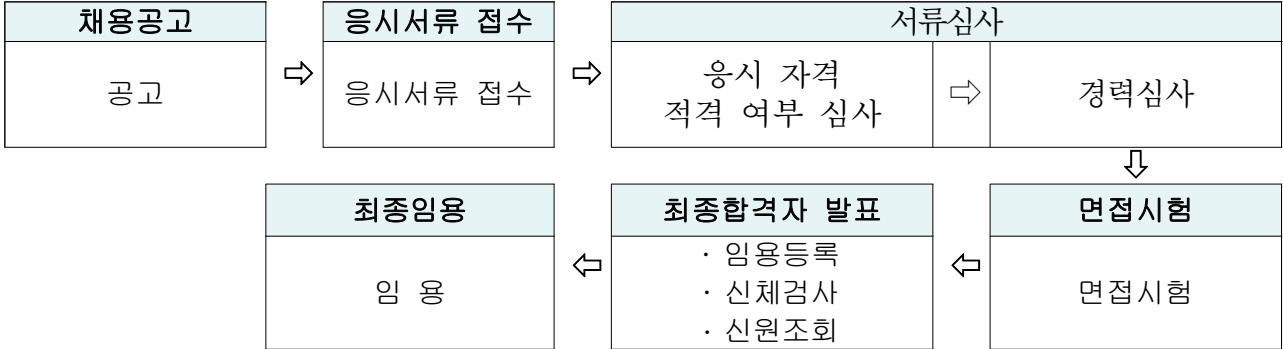 채용공고
공고
⇨
응시서류 접수
응시서류 접수
⇨
서류심사
응시 자격
적격 여부 심사
⇨
경력심사
⇩
면접시험
면접시험
⇦
최종합격자 발표
· 임용등록
· 신체검사
· 신원조회
⇦
최종임용
임 용